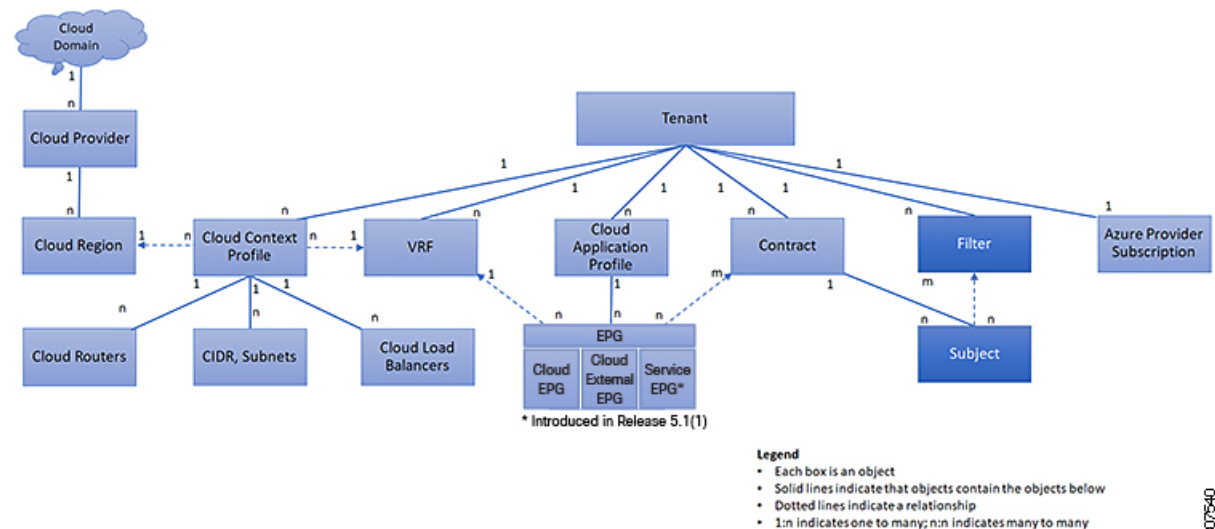 Cloud
Domain
1
n
Cloud Provider
1
n
Cloud Region
Tenant
1
1
1
1
1
1
n
n
n
n
n
1
Cloud Context
Profile
VRF
Cloud
Application
Profile
Contract
Filter
Azure Provider
Subscription
1
n
n
1
1
1
1
n
n
n
Cloud Routers
CIDR, Subnets
Cloud Load
Balancers
1
m
1
1
m
n
n
n
n
n
EPG
Cloud
EPG
Cloud
External
EPG
Service
EPG*
Subject
* Introduced in Release 5.1(1)
Legend
• Each box is an object
• Solid lines indicate that objects contain the objects below
• Dotted lines indicate a relationship
• 1:n indicates one to many; n:n indicates many to many
07540